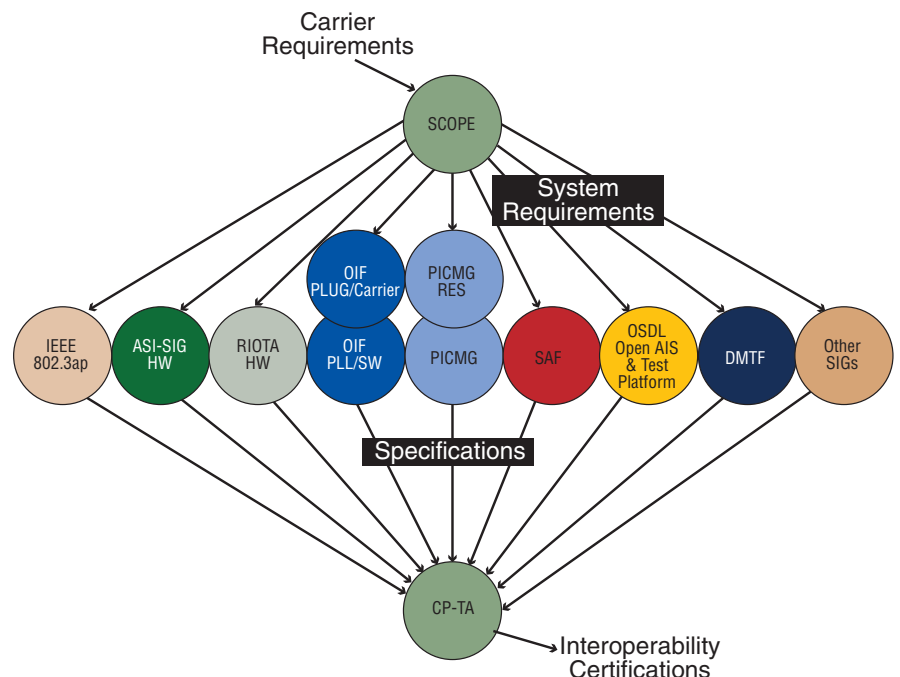 Carrier
Requirements
SCOPE
System
Requirements
OIF
PLUG/Carrier
PICMG
RES
IEEE
802.3ap
ASI-SIG
HW
RIOTA
HW
OIF
PLL/SW
PICMG
SAF
OSDL
Open AIS
& Test
Platform
DMTF
Other
SIGs
Specifications
CP-TA
Interoperability
Certifications